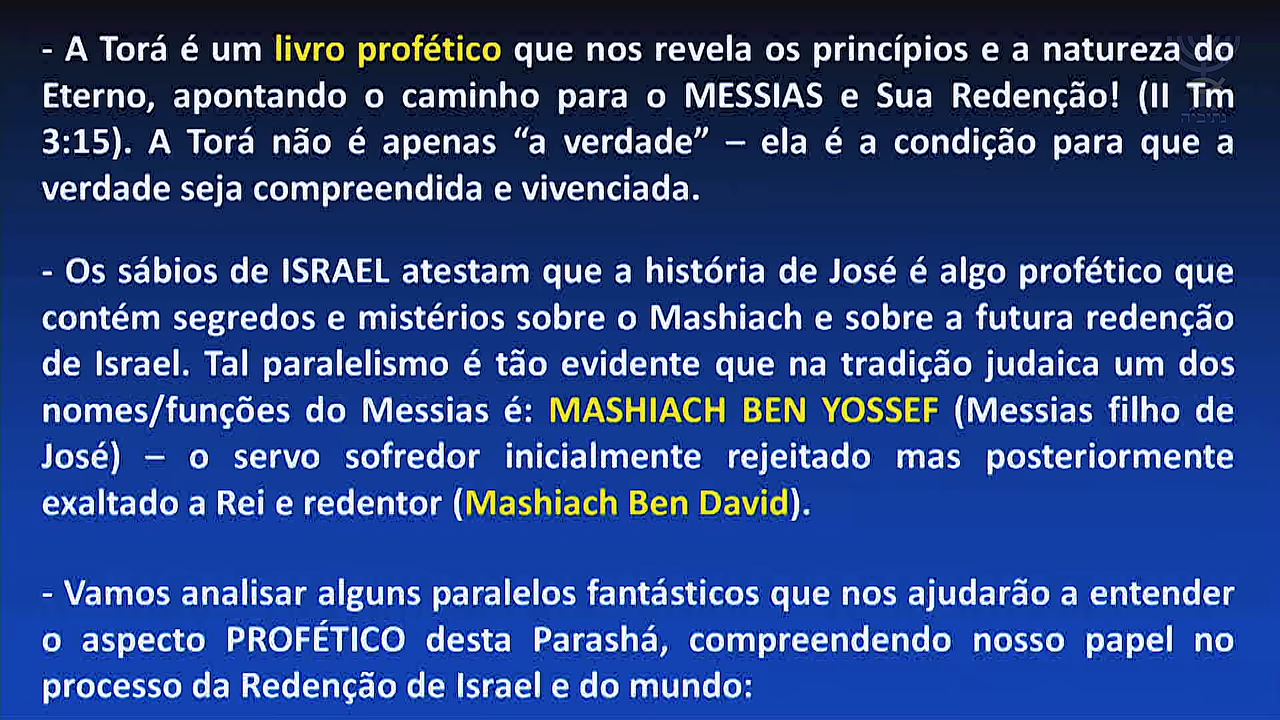 - A Torá é um livro profético que nos revela os princípios e a natureza do
Eterno, apontando o caminho para o MESSIAS e Sua Redenção! (II Tm
3:15). A Torá não é apenas “a verdade” – ela é a condição para que a
verdade seja compreendida e vivenciada.
- Os sábios de ISRAEL atestam que a história de José é algo profético que
contém segredos e mistérios sobre o Mashiach e sobre a futura redenção
de Israel. Tal paralelismo é tão evidente que na tradição judaica um dos
nomes/funções do Messias é: MASHIACH BEN YOSSEF (Messias filho de
José) – o servo sofredor inicialmente rejeitado mas posteriormente
exaltado a Rei e redentor (Mashiach Ben David).
- Vamos analisar alguns paralelos fantásticos que nos ajudarão a entender
o aspecto PROFÉTICO desta Parashá, compreendendo nosso papel no
processo da Redenção de Israel e do mundo: